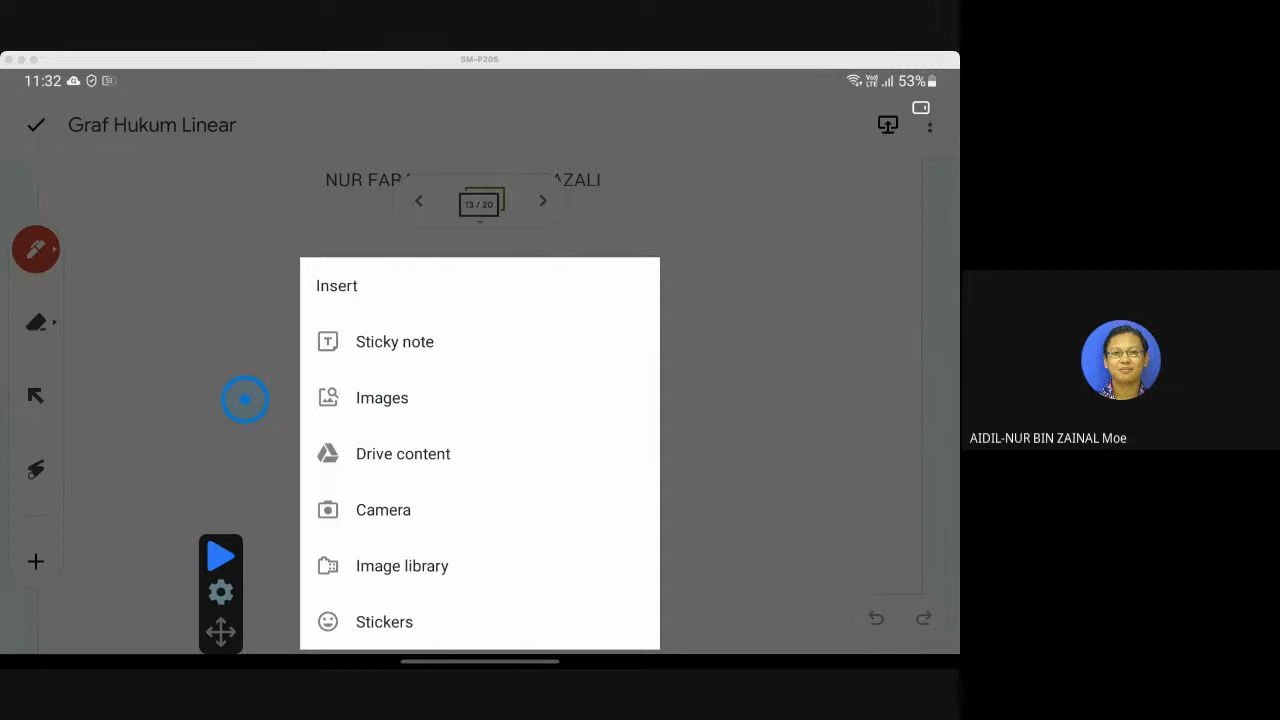 SM-P205
11:32
53%
Graf Hukum Linear
NUR FAR
AZALI
13 / 20
Insert
Sticky note
Images
Drive content
Camera
Image library
Stickers
AIDIL-NUR BIN ZAINAL Moe